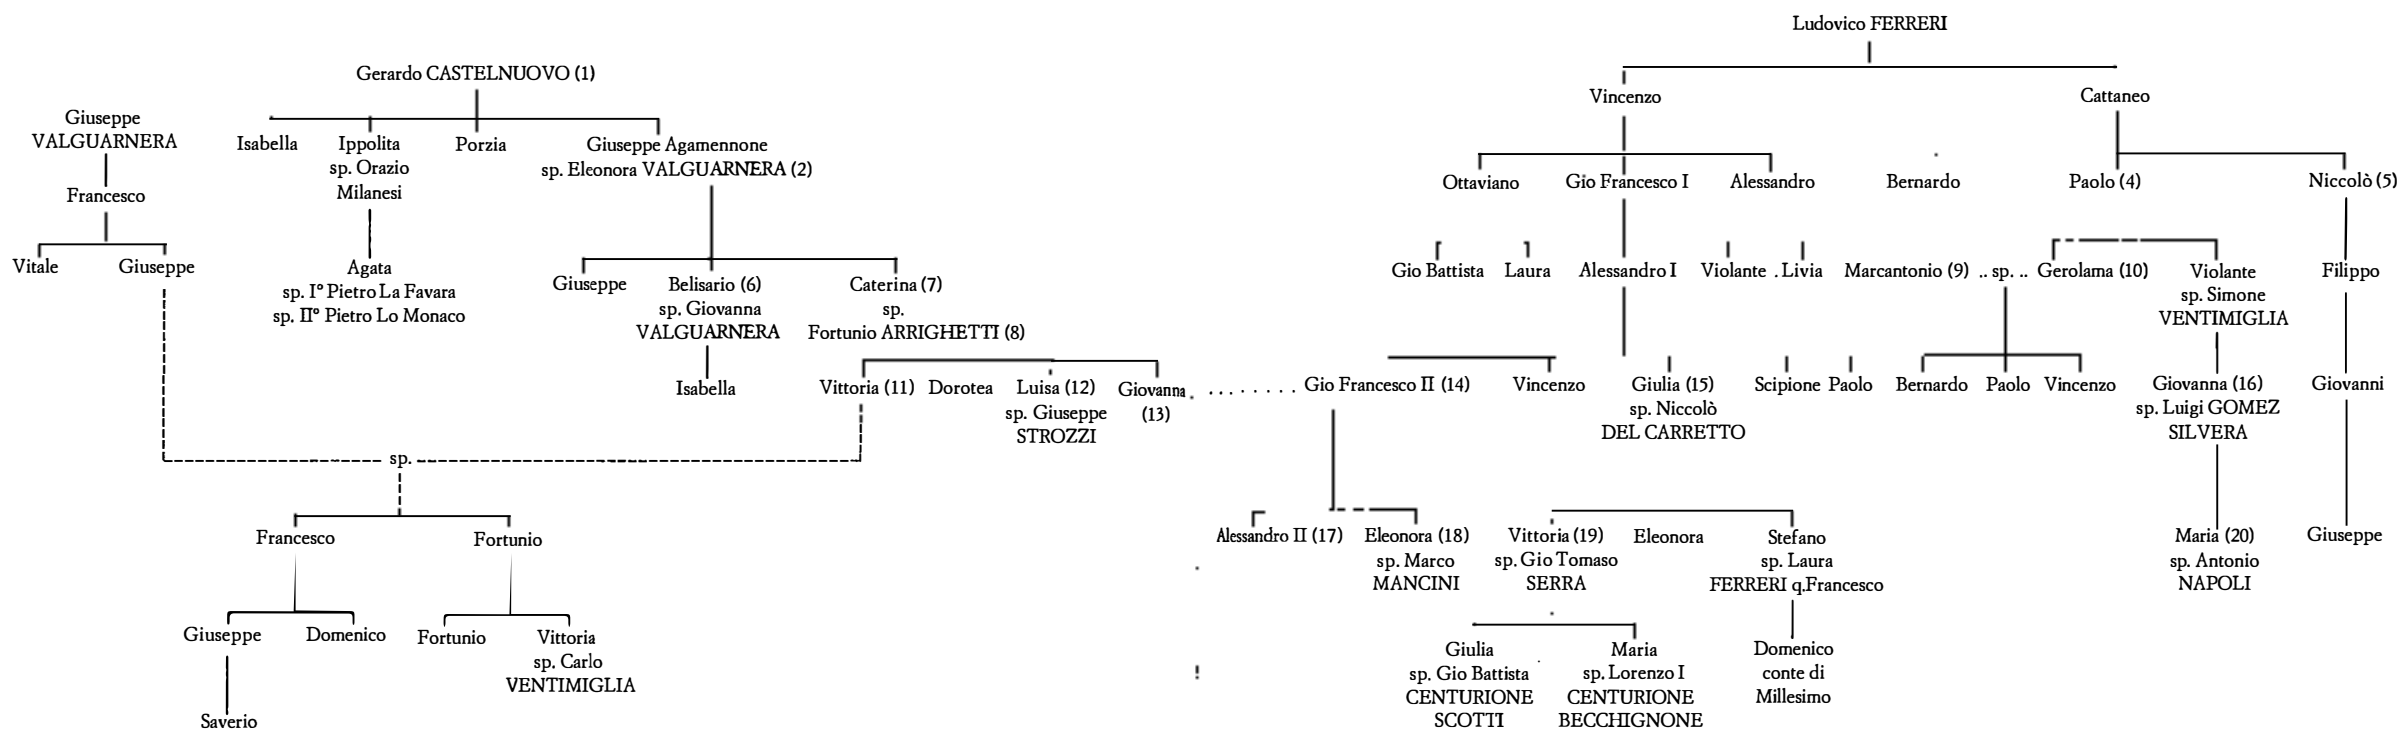 Ludovico FERRERI
Gerardo CASTELNUOVO (1)
Vincenzo
Cattaneo
Giuseppe
VALGUARNERA
Isabella
Ippolita
sp. Orazio
Milanesi
Porzia
Giuseppe Agamennone
sp. Eleonora VALGUARNERA (2)
Ottaviano
Gio Francesco I
Alessandro
Bernardo
Paolo (4)
Niccolò (5)
Francesco
Vitale
Giuseppe
Agata
sp. I° Pietro La Favara
sp. II° Pietro Lo Monaco
Giuseppe
Belisario (6)
sp. Giovanna
VALGUARNERA
Caterina (7)
sp.
Fortunio ARRIGHETTI (8)
Gio Battista
Laura
Alessandro I
Violante
. Livia
Marcantonio (9) .. sp. .. Gerolama (10)
Violante
sp. Simone
VENTIMIGLIA
Filippo
Isabella
Vittoria (11)
Dorotea
Luisa (12)
sp. Giuseppe
STROZZI
Giovanna
(13)
. ........ Gio Francesco II (14)
Vincenzo
Giulia (15)
sp. Niccolò
DEL CARRETTO
Scipione
Paolo
Bernardo
Paolo
Vincenzo
Giovanna (16)
sp. Luigi GOMEZ
SILVERA
Giovanni
sp.
Francesco
Fortunio
Alessandro II (17)
Eleonora (18)
sp. Marco
MANCINI
Vittoria (19)
sp. Gio Tomaso
SERRA
Eleonora
Stefano
sp. Laura
FERRERI q.Francesco
Maria (20)
sp. Antonio
NAPOLI
Giuseppe
Giuseppe
Domenico
Fortunio
Vittoria
sp. Carlo
VENTIMIGLIA
Giulia
sp. Gio Battista
CENTURIONE
SCOTTI
Maria
sp. Lorenzo I
CENTURIONE
BECCHIGNONE
Domenico
conte di
Millesimo
Saverio